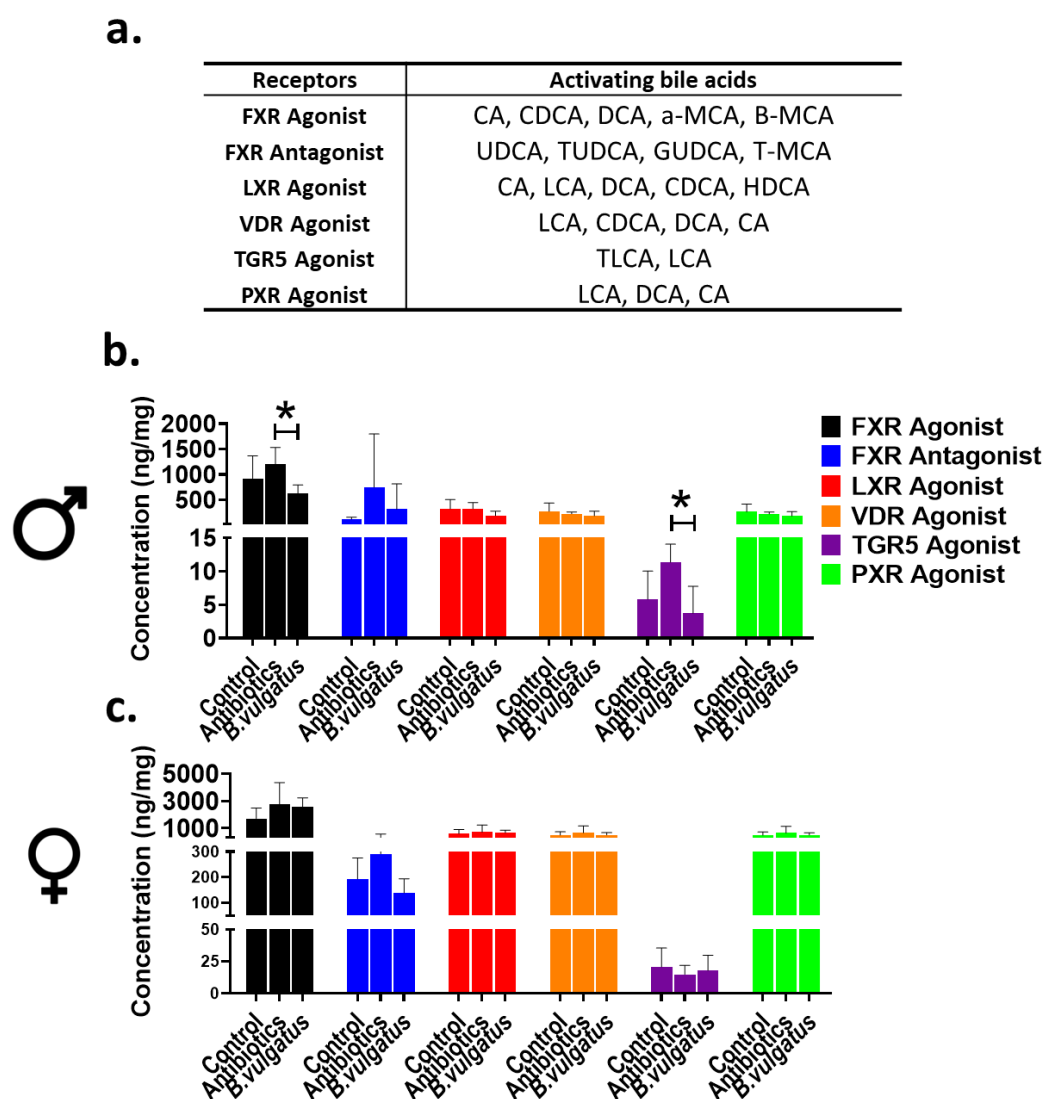 a.
Receptors Activating bile acids
FXR Agonist CA, CDCA, DCA, a-MCA, B-MCA
FXR Antagonist UDCA, TUDCA, GUDCA, T-MCA
LXR Agonist CA, LCA, DCA, CDCA, HDCA
VDR Agonist LCA, CDCA, DCA, CA
TGR5 Agonist TLCA, LCA
PXR Agonist LCA, DCA, CA
b.
Concentration (ng/mg)
2000
1500
1000
500
15
10
5
0
*
*
Control Antibiotics B.vulgatus
Control Antibiotics B.vulgatus
Control Antibiotics B.vulgatus
Control Antibiotics B.vulgatus
Control Antibiotics B.vulgatus
Control Antibiotics B.vulgatus
FXR Agonist
FXR Antagonist
LXR Agonist
VDR Agonist
TGR5 Agonist
PXR Agonist
c.
Concentration (ng/mg)
5000
3000
1000
300
200
100
50
25
0
Control Antibiotics B.vulgatus
Control Antibiotics B.vulgatus
Control Antibiotics B.vulgatus
Control Antibiotics B.vulgatus
Control Antibiotics B.vulgatus
Control Antibiotics B.vulgatus